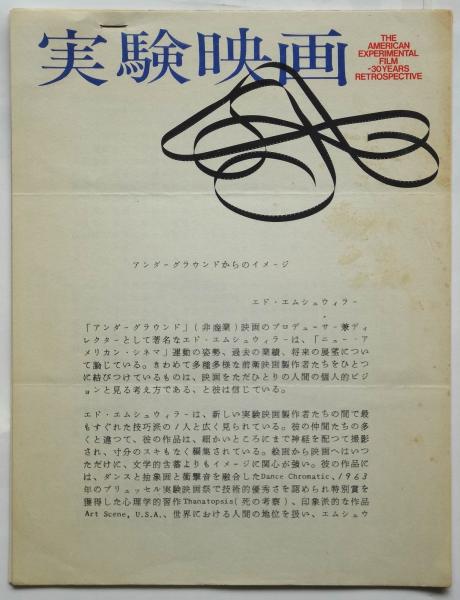 実験映画
THE
AMERICAN
EXPERIMENTAL
FILM
-30YEARS
RETROSPECTIVE
アンダーグラウンドからのイメージ
エド・エムシュウィラー
「アンダーグラウンド」(非商業)映画のプロデューサー兼ディ
レクターとして著名なエド・エムシュウィラーは、「ニュー・ア
メリカン・シネマ」運動の姿勢、過去の業績、将来の展望につい
て論じている。きわめて多種多様な前衛映画製作者たちをひとつ
に結びつけているものは、映画をただひとりの人間の個人的ビジ
ョンと見る考え方である、と彼は信じている。
エド・エムシュウィラーは、新しい実験映画製作者たちの間で最
もすぐれた技巧派の1人と広く見られている。彼の仲間たちの多
くと違つて、彼の作品は、細かいところにまで神経を配つて撮影
され、寸分のスキもなく編集されている。絵画から映画へはいつ
ただけに、文学的含蓄よりもイメージに関心が強い。彼の作品に
は、ダンスと抽象画と衝撃音を融合したDance Chromatic、1963
年のブリュッセル実験映画祭で技術的優秀さを認められ特別賞を
獲得した心理学的習作Thanatopsis(死の考察)、印象派的な作品
Art Scene, U.S.A.、世界における人間の地位を扱い、エムシュウ